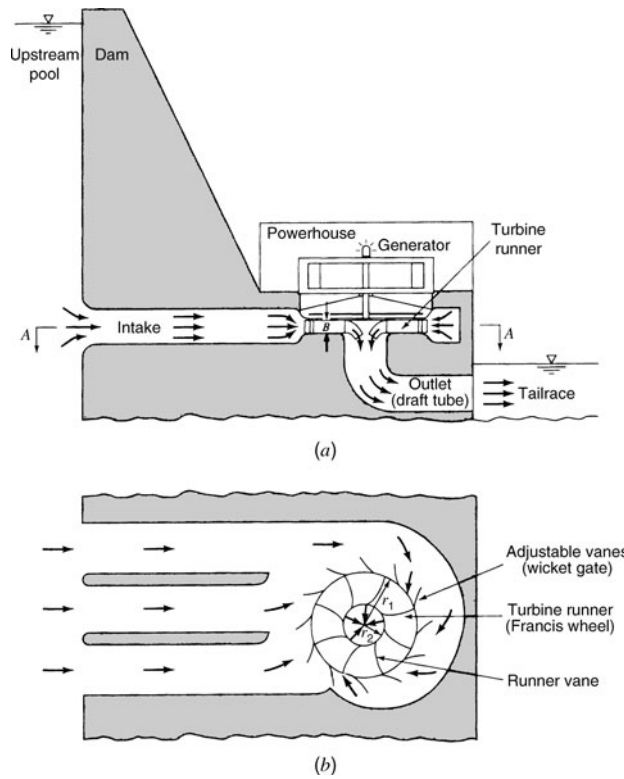 Upstream
pool
Dam
Powerhouse
Generator
Turbine
runner
A
Intake
B
A
Outlet
(draft tube)
Tailrace
(a)
Adjustable vanes
(wicket gate)
r1
Turbine runner
(Francis wheel)
r2
Runner vane
(b)